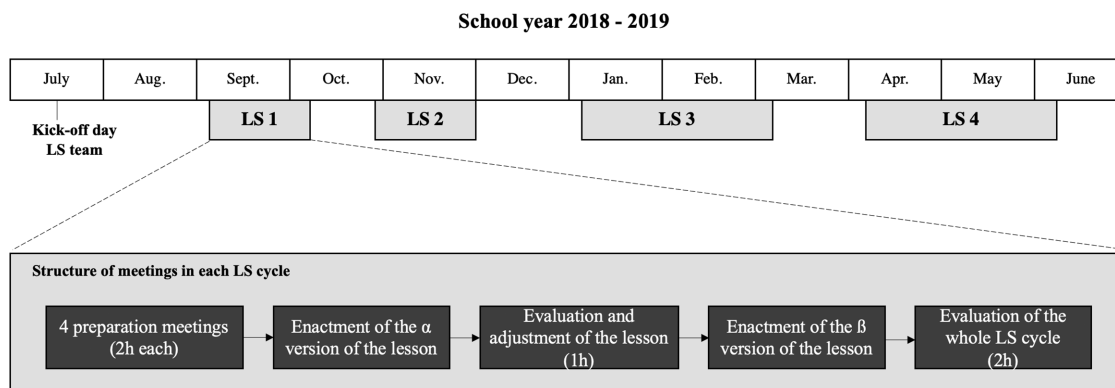 School year 2018 - 2019
July Aug. Sept. Oct. Nov. Dec. Jan. Feb. Mar. Apr. May June
Kick-off day
LS team
LS 1 LS 2 LS 3 LS 4
Structure of meetings in each LS cycle
4 preparation meetings
(2h each)
Enactment of the α
version of the lesson
Evaluation and
adjustment of the lesson
(1h)
Enactment of the ß
version of the lesson
Evaluation of the
whole LS cycle
(2h)